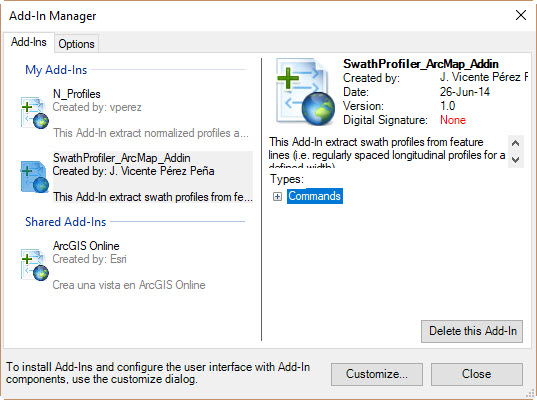 Add-In Manager
Add-Ins
Options
My Add-Ins
N_Profiles
Created by: vperez
This Add-In extract normalized profiles a...
SwathProfiler_ArcMap_Addin
Created by: J. Vicente Pérez Peña
This Add-In extract swath profiles from fe...
Shared Add-Ins
ArcGIS Online
Created by: Esri
Crea una vista en ArcGIS Online
SwathProfiler_ArcMap_Addin
Created by: J. Vicente Pérez F
Date: 26-Jun-14
Version: 1.0
Digital Signature: None
This Add-In extract swath profiles from feature
lines (i.e. regularly spaced longitudinal profiles for a
defined width)
Types:
Commands
Delete this Add-In
To install Add-Ins and configure the user interface with Add-In
components, use the customize dialog.
Customize...
Close